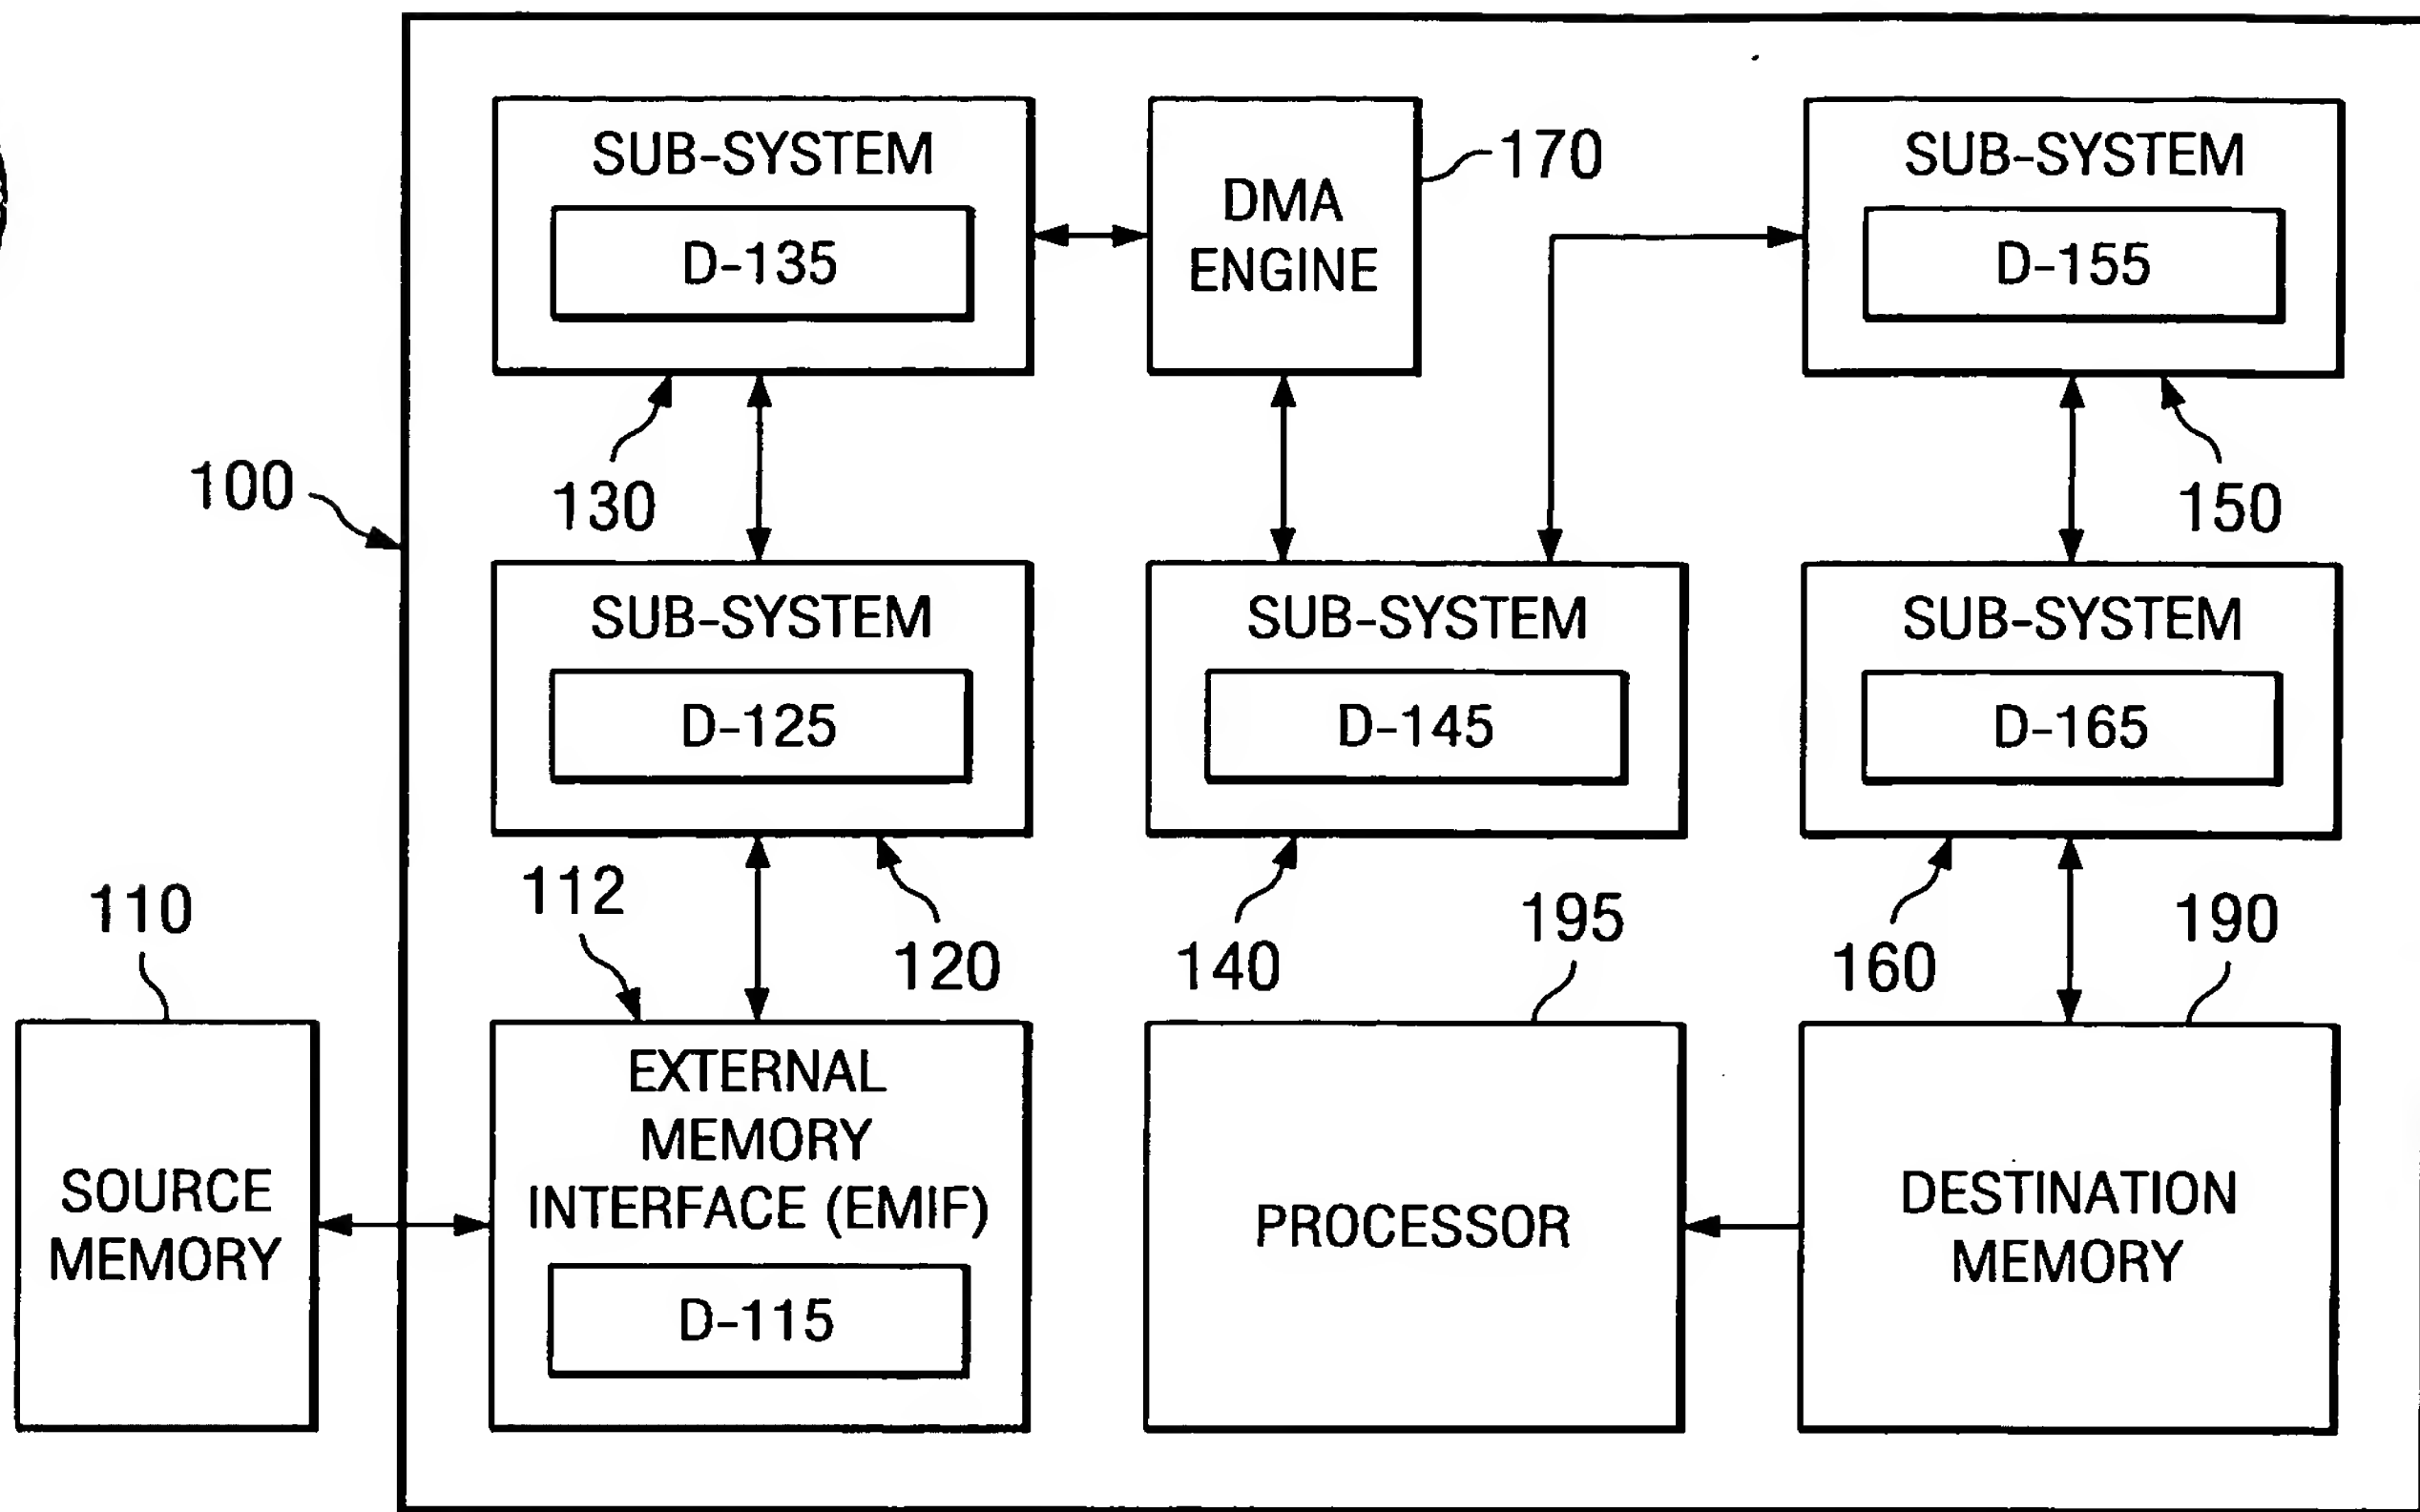 SUB-SYSTEM
D-135
DMA
ENGINE
170
SUB-SYSTEM
D-155
100
130
150
SUB-SYSTEM
D-125
SUB-SYSTEM
D-145
SUB-SYSTEM
D-165
110
112
120
140
195
160
190
SOURCE
MEMORY
EXTERNAL
MEMORY
INTERFACE (EMIF)
D-115
PROCESSOR
DESTINATION
MEMORY